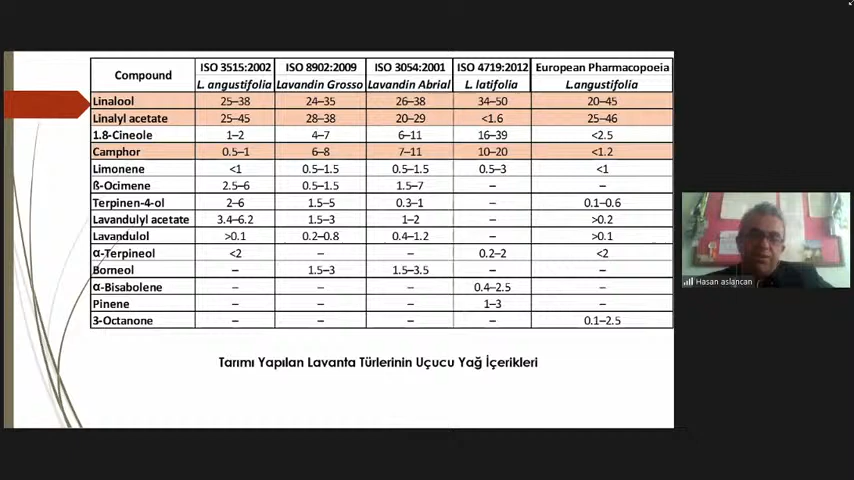 Compound ISO 3515:2002 ISO 8902:2009 ISO 3054:2001 ISO 4719:2012 European Pharmacopoeia
L. angustifolia Lavandin Grosso Lavandin Abrial L. latifolia L.angustifolia
Linalool 25–38 24–35 26–38 34–50 20–45
Linalyl acetate 25–45 28–38 20–29 <1.6 25–46
1.8-Cineole 1–2 4–7 6–11 16–39 <2.5
Camphor 0.5–1 6–8 7–11 10–20 <1.2
Limonene <1 0.5–1.5 0.5–1.5 0.5–3 <1
ß-Ocimene 2.5–6 0.5–1.5 1.5–7 – –
Terpinen-4-ol 2–6 1.5–5 0.3–1 – 0.1–0.6
Lavandulyl acetate 3.4–6.2 1.5–3 1–2 – >0.2
Lavandulol >0.1 0.2–0.8 0.4–1.2 – >0.1
α-Terpineol <2 – – 0.2–2 <2
Borneol – 1.5–3 1.5–3.5 – –
α-Bisabolene – – – 0.4–2.5 –
Pinene – – – 1–3 –
3-Octanone – – – – 0.1–2.5
Tarımı Yapılan Lavanta Türlerinin Uçucu Yağ İçerikleri
Hasan aslancan